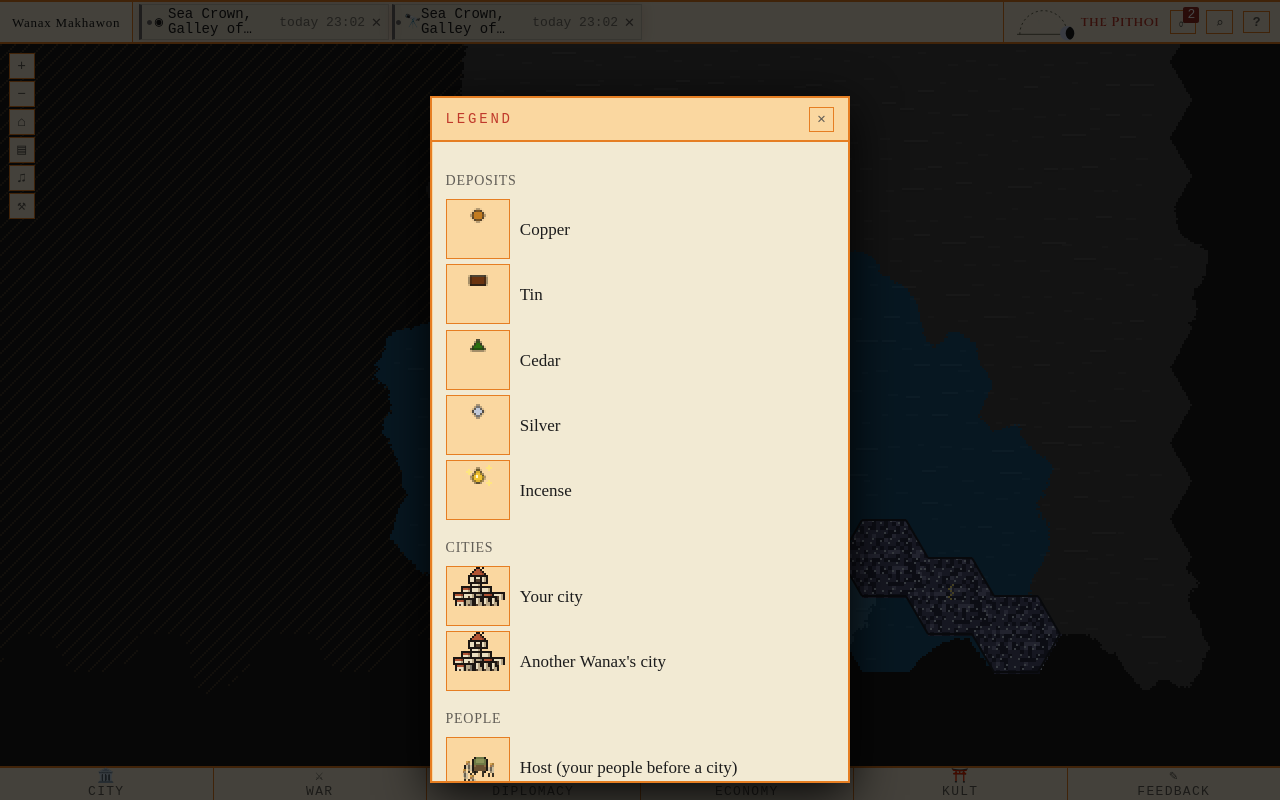 Wanax Makhawon
Sea Crown,
Galley of…
today 23:02 ✕
Sea Crown,
Galley of…
today 23:02 ✕
THE PITHOI
2
?
LEGEND
DEPOSITS
Copper
Tin
Cedar
Silver
Incense
CITIES
Your city
Another Wanax's city
PEOPLE
Host (your people before a city)
CITY
WAR
DIPLOMACY
ECONOMY
KULT
FEEDBACK